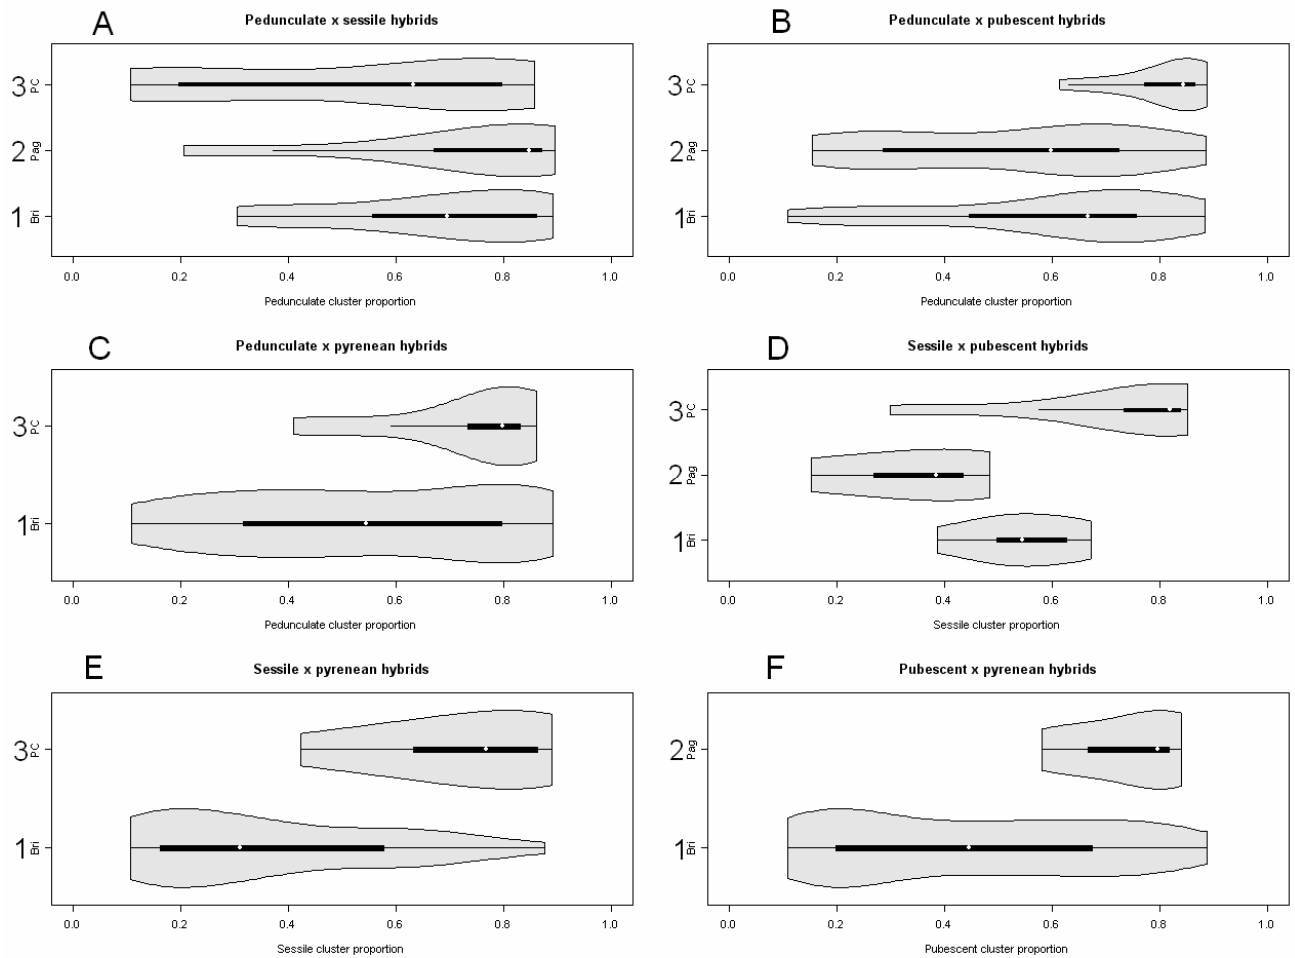 A
Pedunculate x sessile hybrids
3 PC
2 Pag
1 Bri
0.0 0.2 0.4 0.6 0.8 1.0
Pedunculate cluster proportion
B
Pedunculate x pubescent hybrids
3 PC
2 Pag
1 Bri
0.0 0.2 0.4 0.6 0.8 1.0
Pedunculate cluster proportion
C
Pedunculate x pyrenean hybrids
3 PC
1 Bri
0.0 0.2 0.4 0.6 0.8 1.0
Pedunculate cluster proportion
D
Sessile x pubescent hybrids
3 PC
2 Pag
1 Bri
0.0 0.2 0.4 0.6 0.8 1.0
Sessile cluster proportion
E
Sessile x pyrenean hybrids
3 PC
1 Bri
0.0 0.2 0.4 0.6 0.8 1.0
Sessile cluster proportion
F
Pubescent x pyrenean hybrids
2 Pag
1 Bri
0.0 0.2 0.4 0.6 0.8 1.0
Pubescent cluster proportion